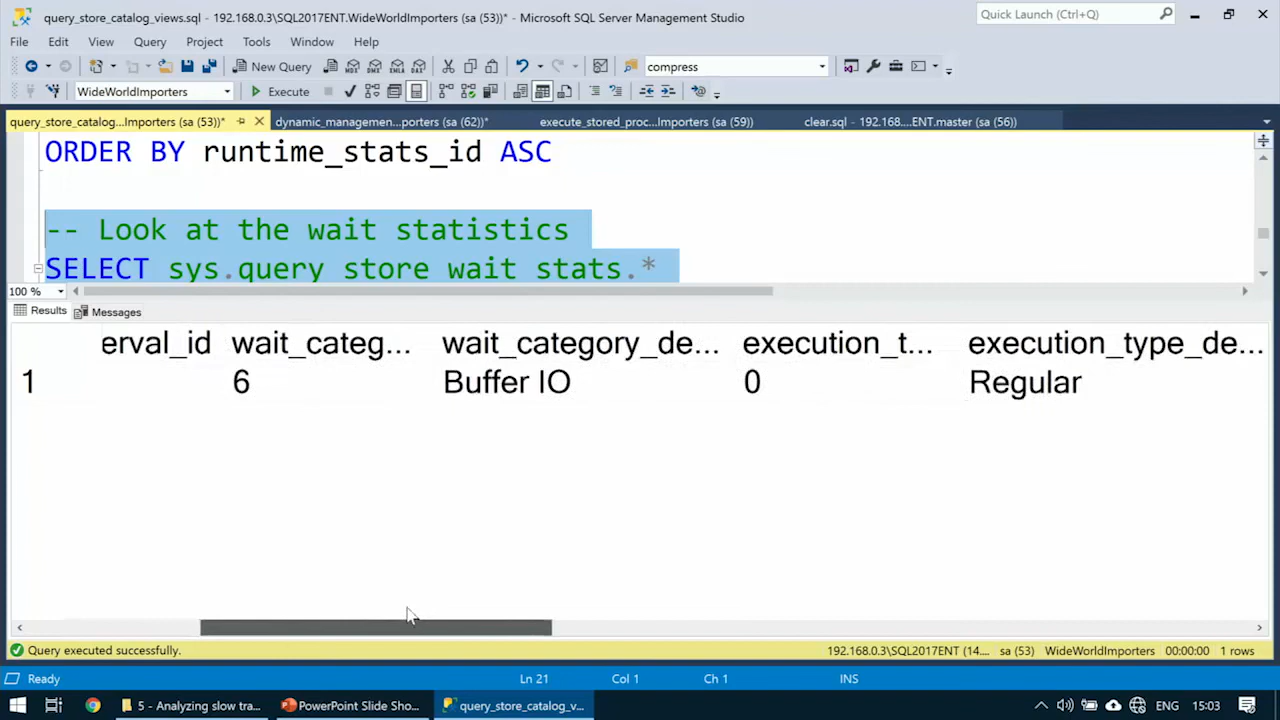 query_store_catalog_views.sql - 192.168.0.3\SQL2017ENT.WideWorldImporters (sa (53))* - Microsoft SQL Server Management Studio
Quick Launch (Ctrl+Q)
File Edit View Query Project Tools Window Help
New Query
compress
WideWorldImporters
Execute
query_store_catalog...Importers (sa (53))*
dynamic_managemen...porters (sa (62))*
execute_stored_proc...Importers (sa (59))
clear.sql - 192.168....ENT.master (sa (56))
ORDER BY runtime_stats_id ASC
-- Look at the wait statistics
SELECT sys.query_store_wait_stats.*
100 %
Results Messages
erval_id wait_categ... wait_category_de... execution_t... execution_type_de...
1 6 Buffer IO 0 Regular
Query executed successfully.
192.168.0.3\SQL2017ENT (14.... sa (53) WideWorldImporters 00:00:00 1 rows
Ready Ln 21 Col 1 Ch 1 INS
5 - Analyzing slow tra... PowerPoint Slide Sho... query_store_catalog_v... ENG 15:03